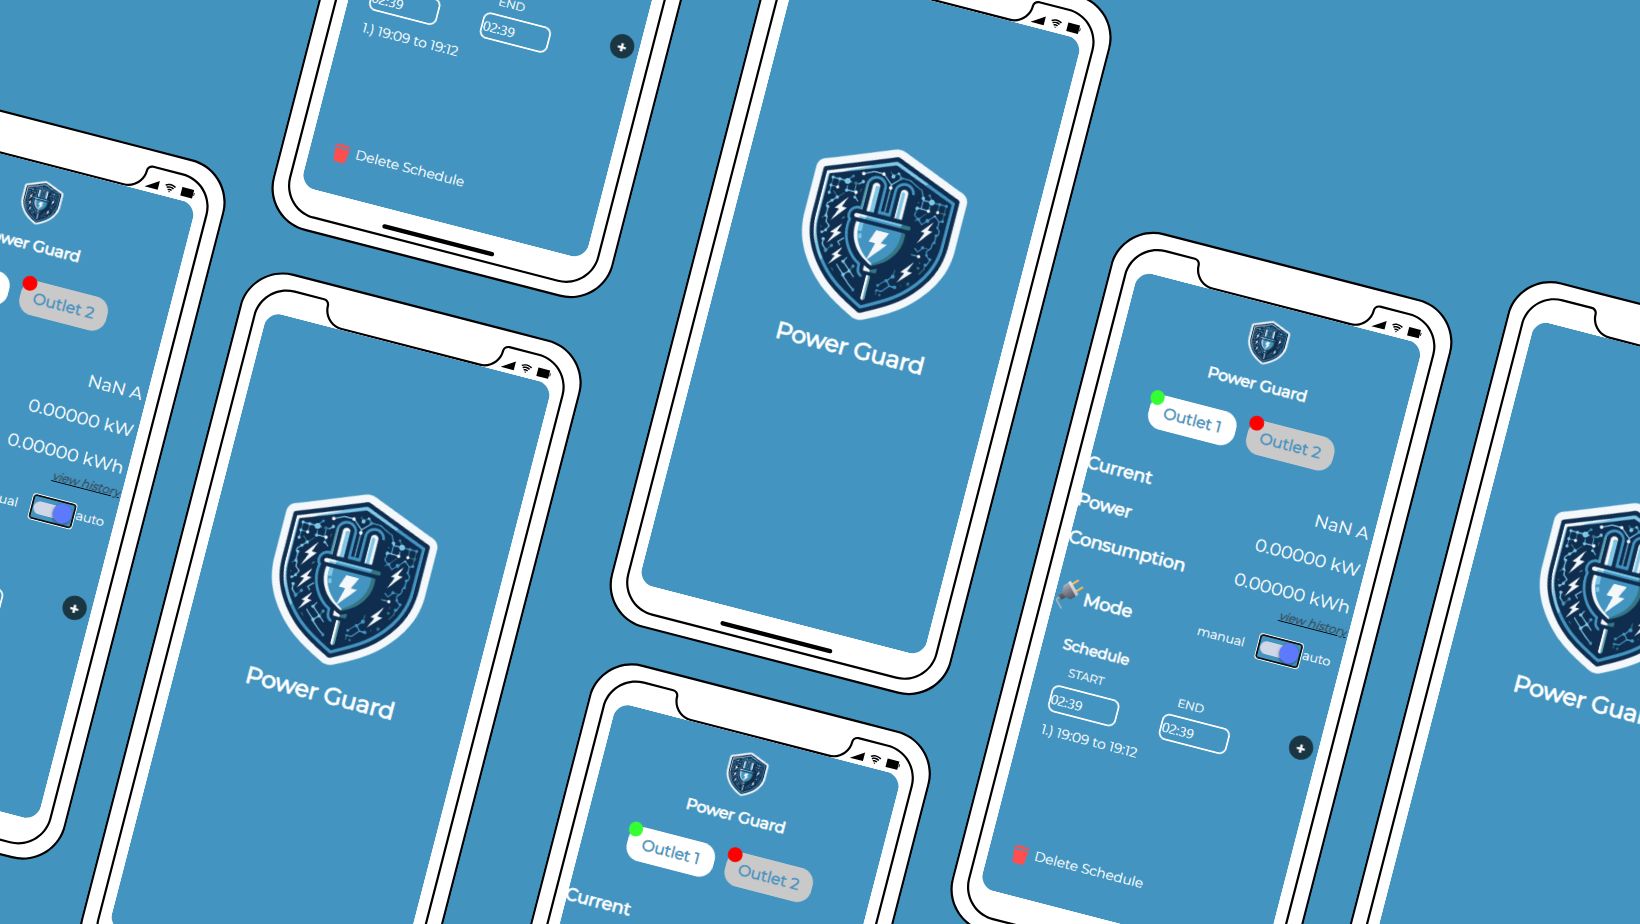 02:39
END
02:39
1.) 19:09 to 19:12
Delete Schedule
Power Guard
Outlet 2
NaN A
0.00000 kW
0.00000 kWh
view history
auto
Power Guard
Power Guard
Power Guard
Outlet 1
Outlet 2
Current
Power Guard
Outlet 1
Outlet 2
Current
NaN A
Power
0.00000 kW
Consumption
0.00000 kWh
view history
Mode
manual
auto
Schedule
START
END
02:39
02:39
1.) 19:09 to 19:12
Delete Schedule
Power